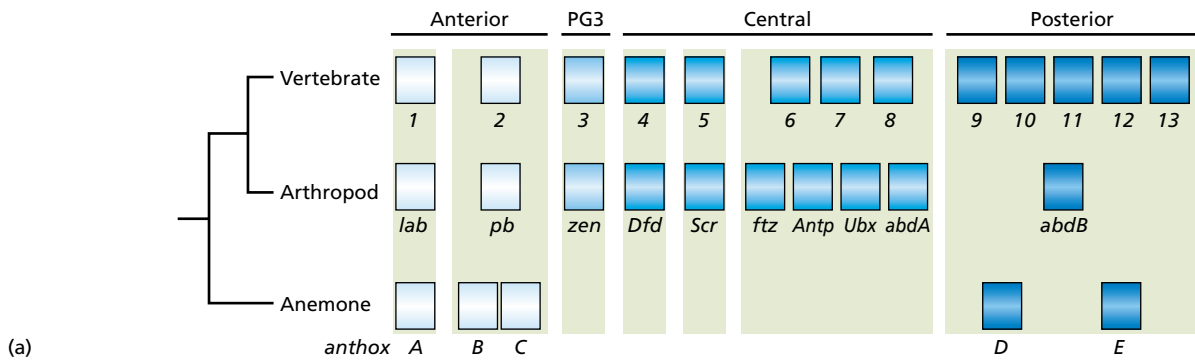 Anterior PG3 Central Posterior
Vertebrate
1 2 3 4 5 6 7 8 9 10 11 12 13
Arthropod
lab pb zen Dfd Scr ftz Antp Ubx abdA abdB
Anemone
(a) anthox A B C D E